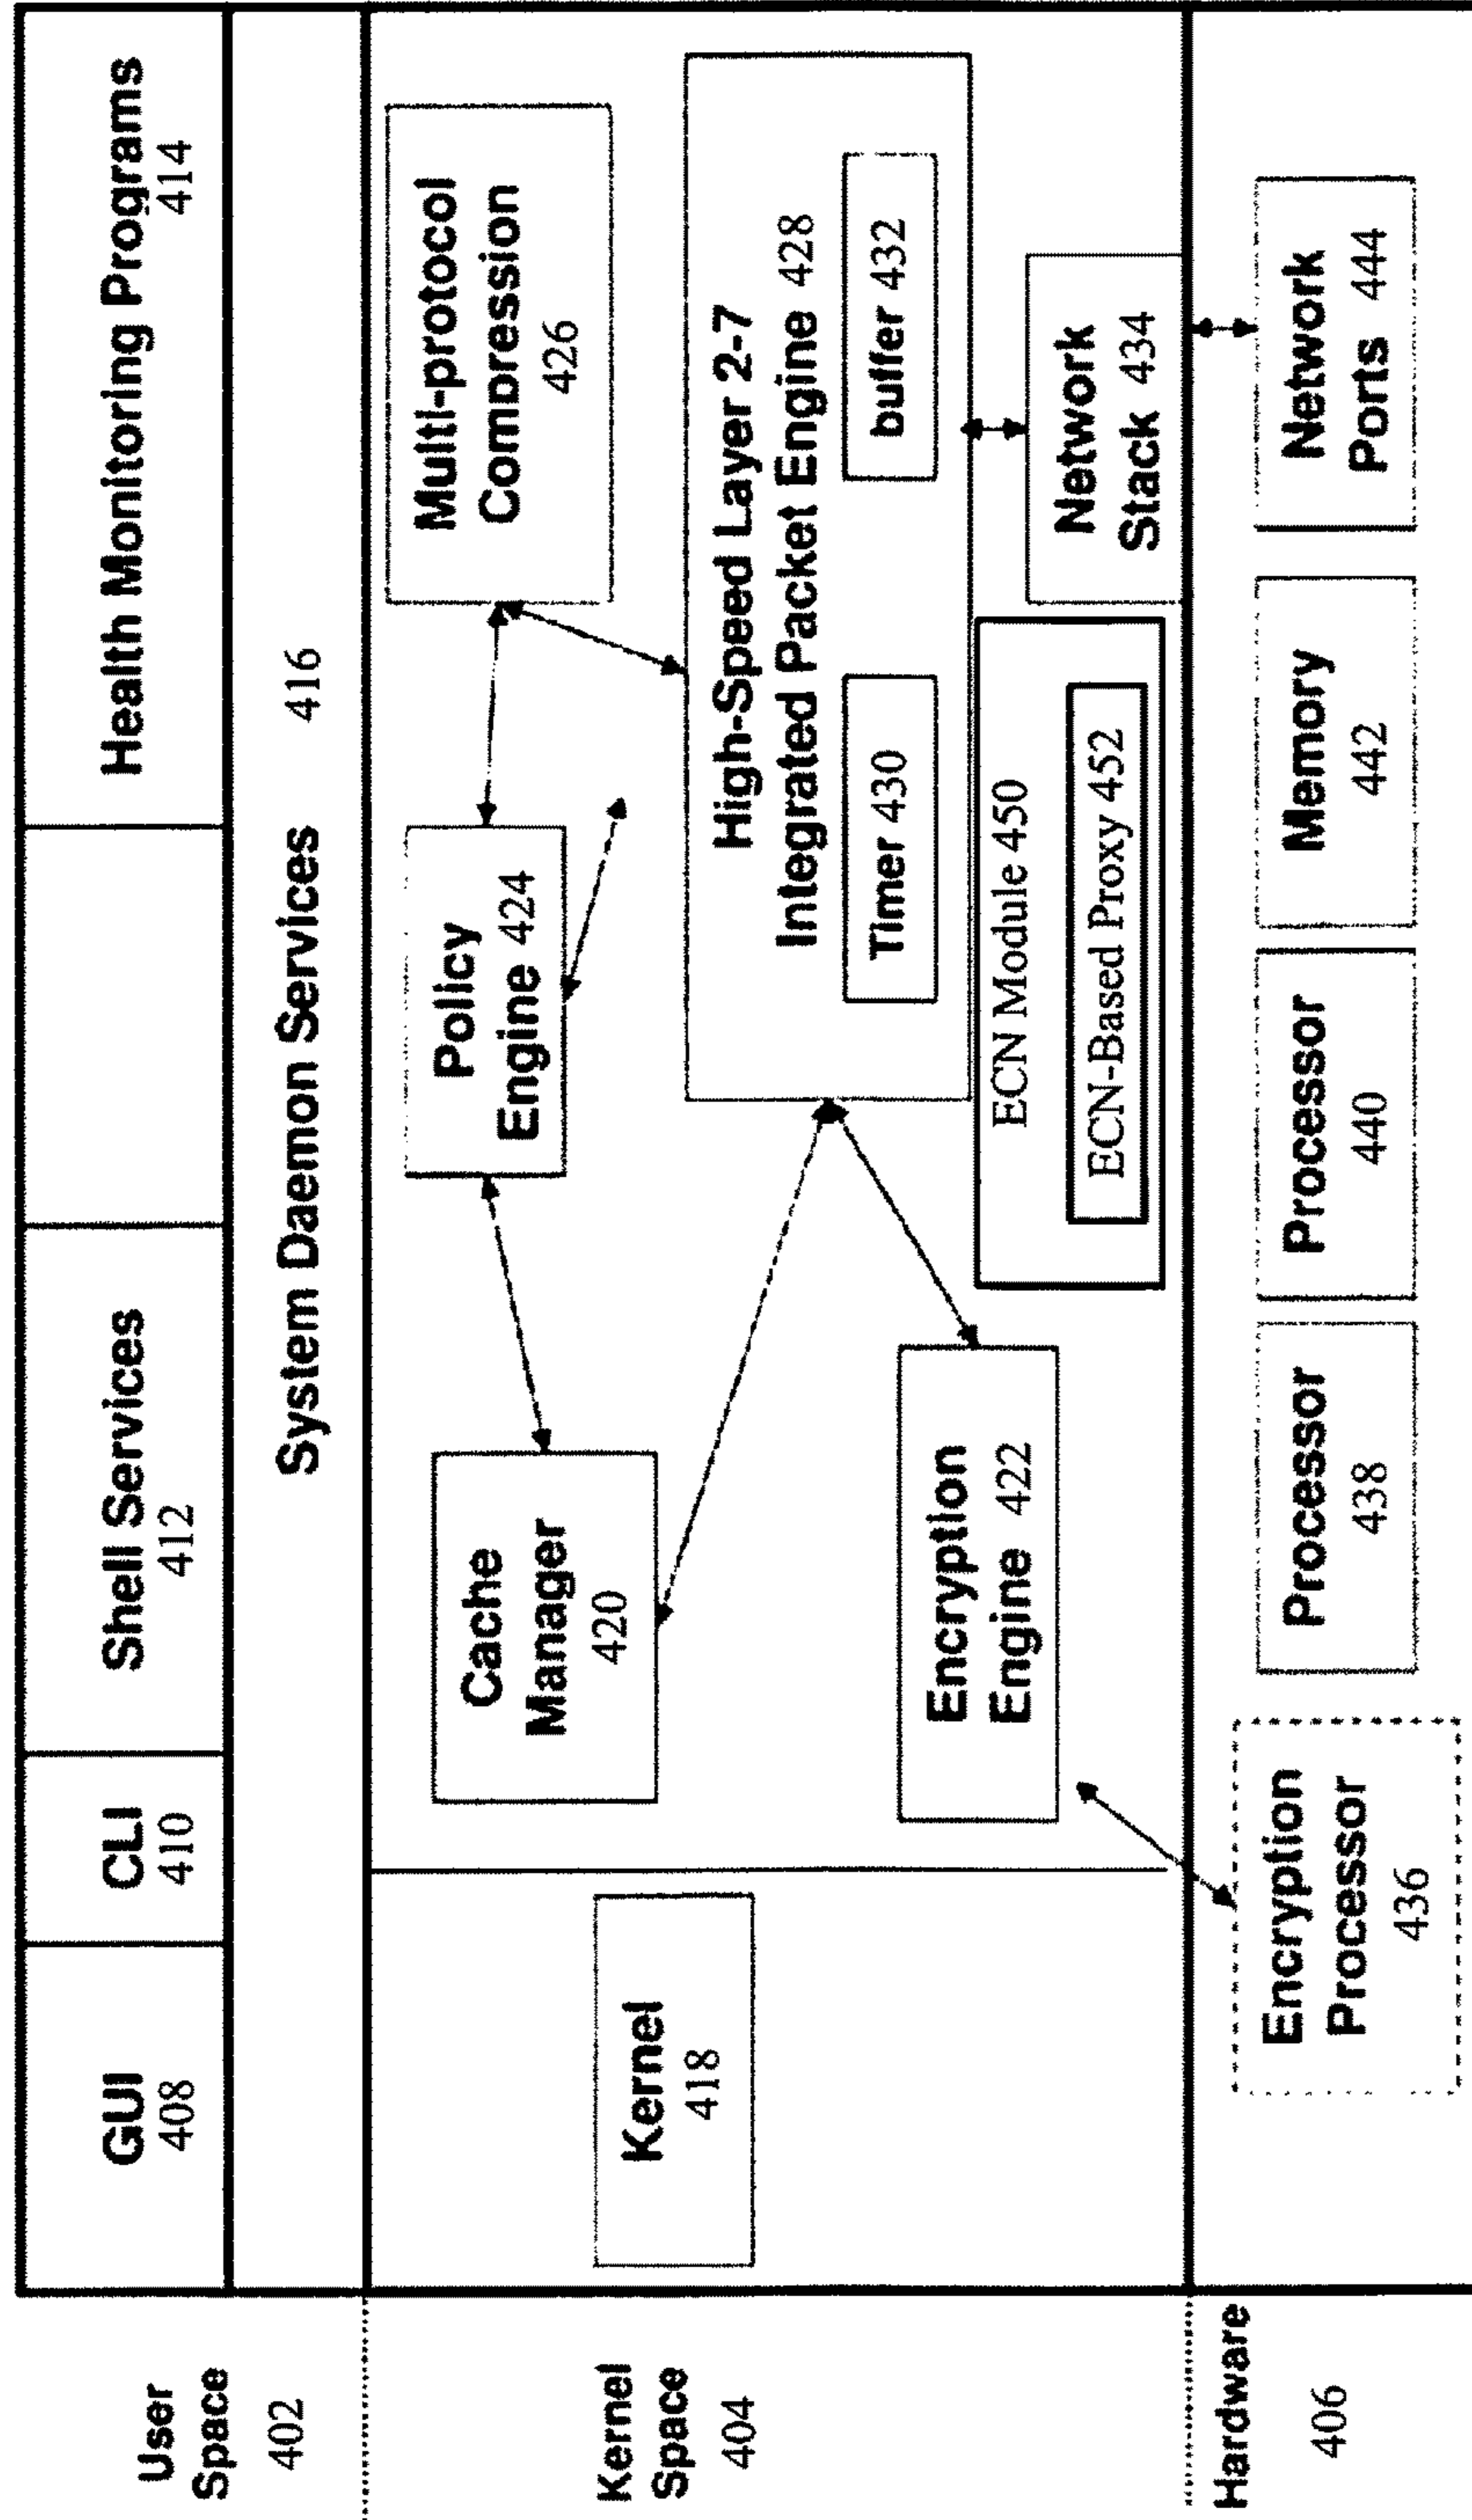 User
Space
402
GUI
408
CLI
410
Shell Services
412
Health Monitoring Programs
414
System Daemon Services 416
Kernel
Space
404
Kernel
418
Cache
Manager
420
Policy
Engine 424
Multi-protocol
Compression
426
High-Speed Layer 2-7
Integrated Packet Engine 428
Timer 430
buffer 432
Encryption
Engine 422
ECN Module 450
ECN-Based Proxy 452
Network
Stack 434
Hardware
406
Encryption
Processor
436
Processor
438
Processor
440
Memory
442
Network
Ports 444